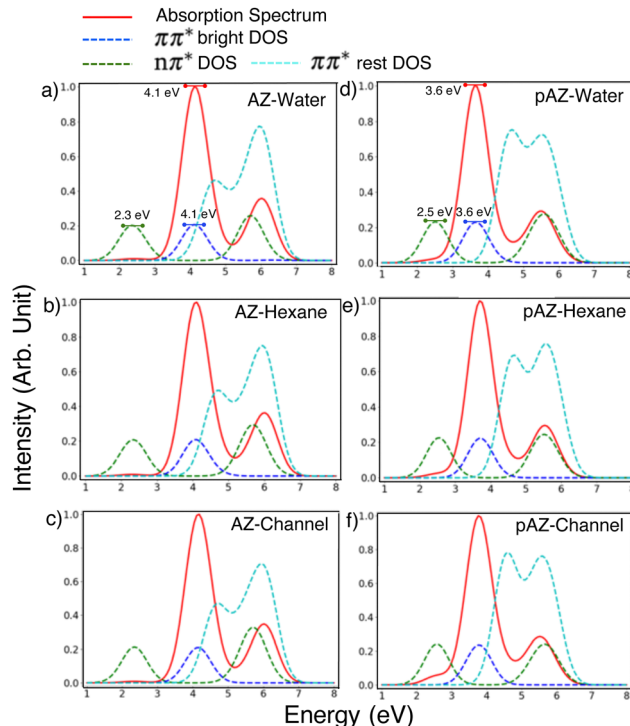 Absorption Spectrum
ππ* bright DOS
nπ* DOS
ππ* rest DOS
a)
AZ-Water
4.1 eV
2.3 eV
4.1 eV
1.0
0.8
0.6
0.4
0.2
0.0
1 2 3 4 5 6 7 8
d)
pAZ-Water
3.6 eV
2.5 eV
3.6 eV
1.0
0.8
0.6
0.4
0.2
0.0
1 2 3 4 5 6 7 8
b)
AZ-Hexane
1.0
0.8
0.6
0.4
0.2
0.0
1 2 3 4 5 6 7 8
e)
pAZ-Hexane
1.0
0.8
0.6
0.4
0.2
0.0
1 2 3 4 5 6 7 8
c)
AZ-Channel
1.0
0.8
0.6
0.4
0.2
0.0
1 2 3 4 5 6 7 8
f)
pAZ-Channel
1.0
0.8
0.6
0.4
0.2
0.0
1 2 3 4 5 6 7 8
Intensity (Arb. Unit)
Energy (eV)